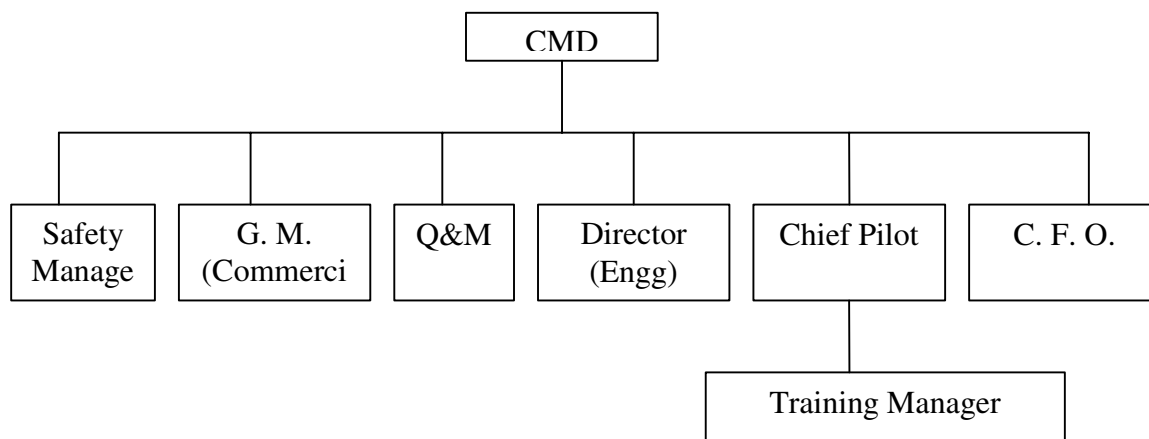 CMD
Safety
Manage
G. M.
(Commerci
Q&M
Director
(Engg)
Chief Pilot
C. F. O.
Training Manager